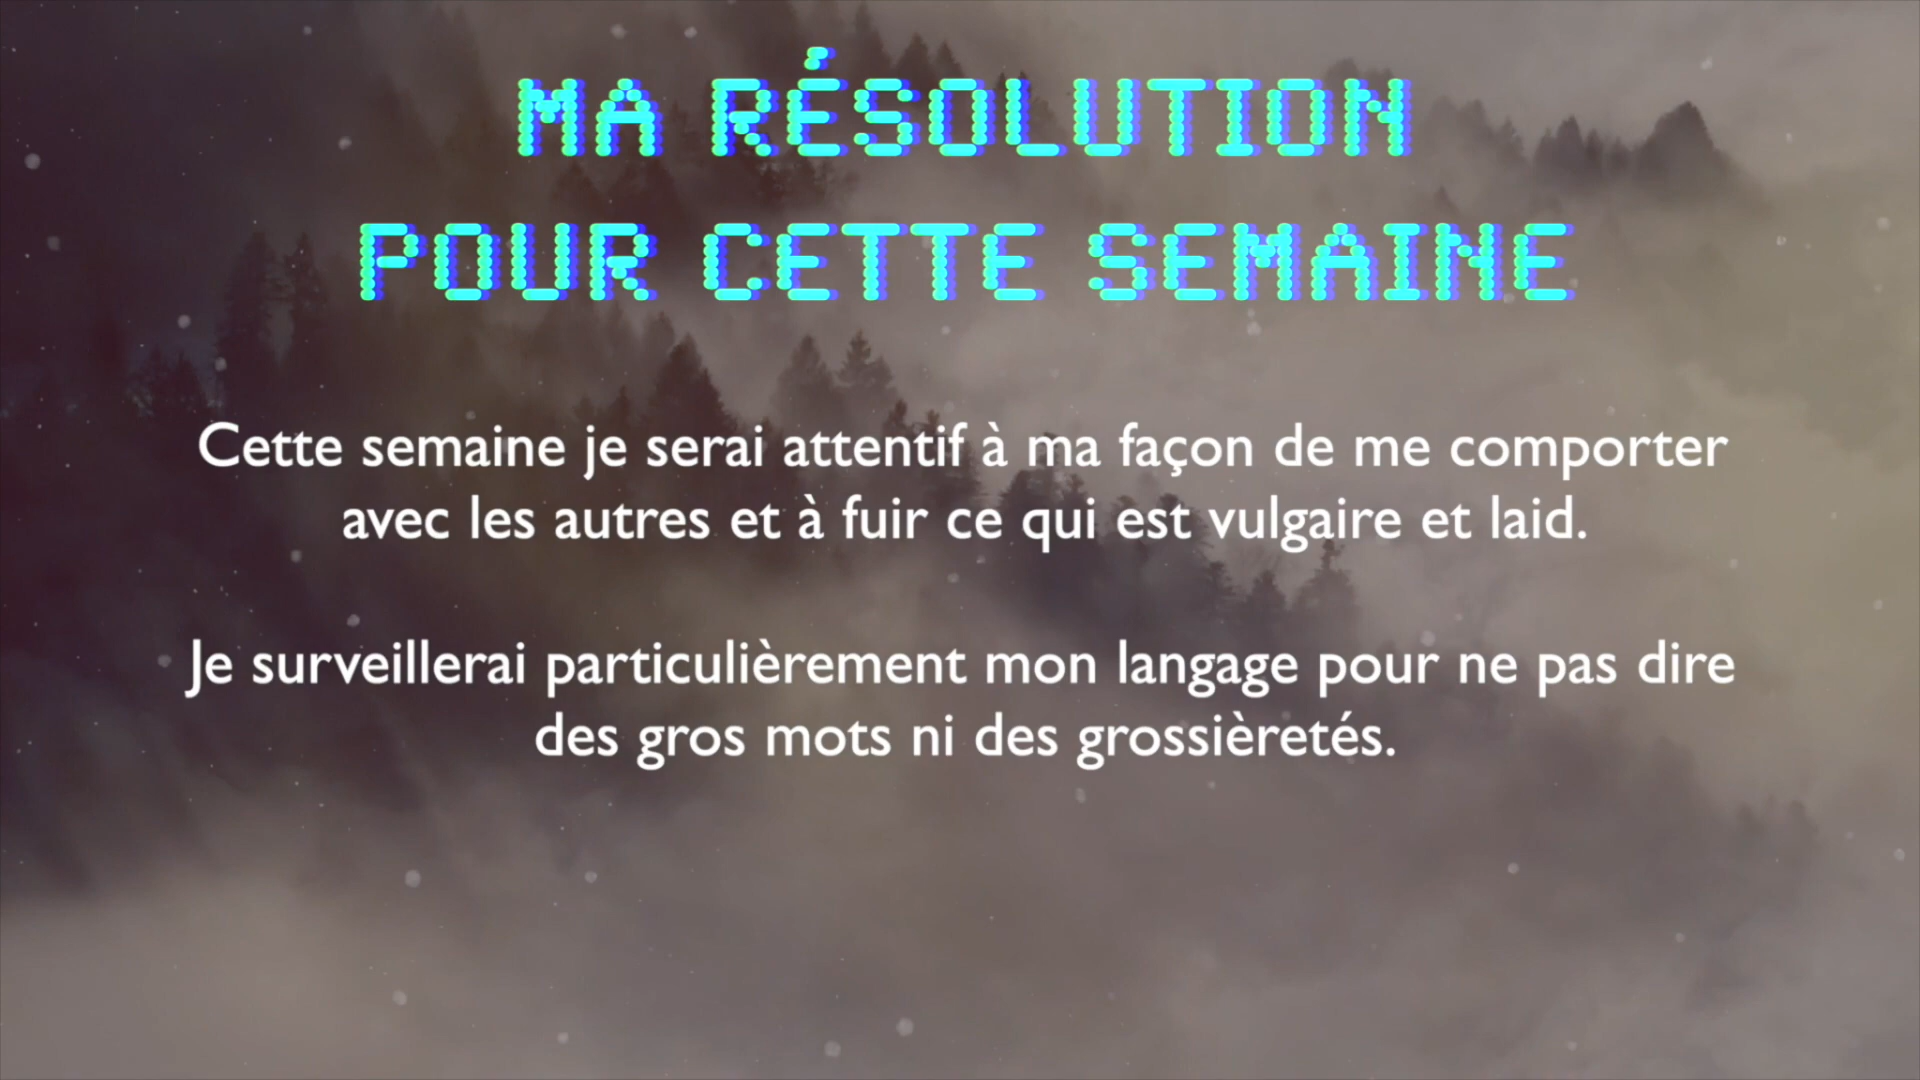 MA RÉSOLUTION
POUR CETTE SEMAINE
Cette semaine je serai attentif à ma façon de me comporter
avec les autres et à fuir ce qui est vulgaire et laid.
Je surveillerai particulièrement mon langage pour ne pas dire
des gros mots ni des grossièretés.